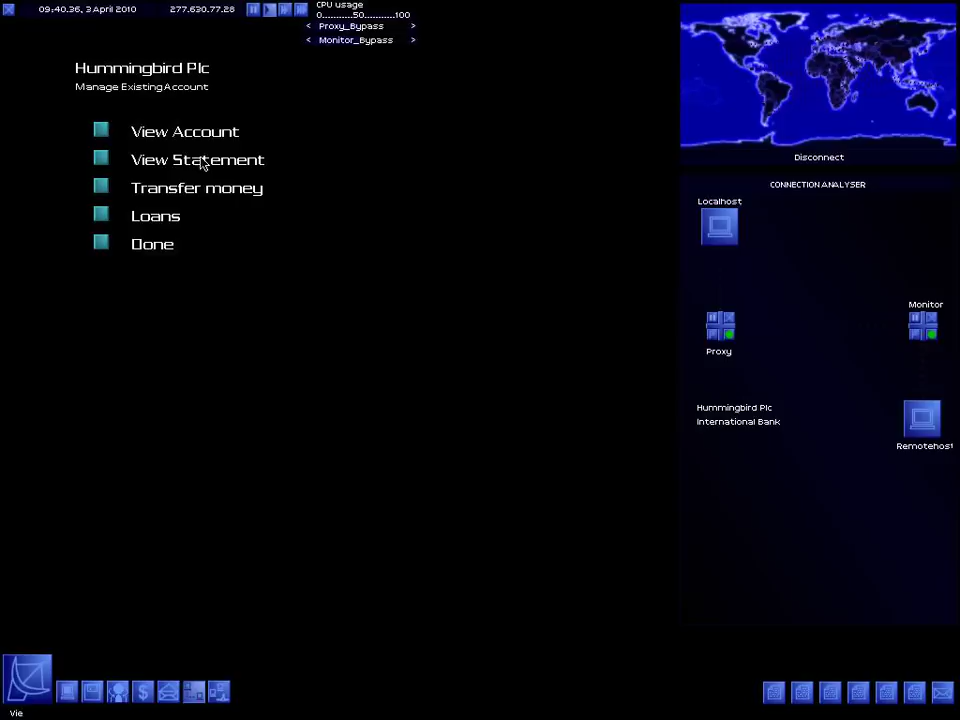 09:40.36, 3 April 2010
277.630.77.28
CPU usage
0..........50..........100
< Proxy_Bypass >
< Monitor_Bypass >
Hummingbird Plc
Manage Existing Account
View Account
View Statement
Transfer money
Loans
Done
Disconnect
CONNECTION ANALYSER
Localhost
Monitor
Proxy
Hummingbird Plc
International Bank
Remotehost
Vie